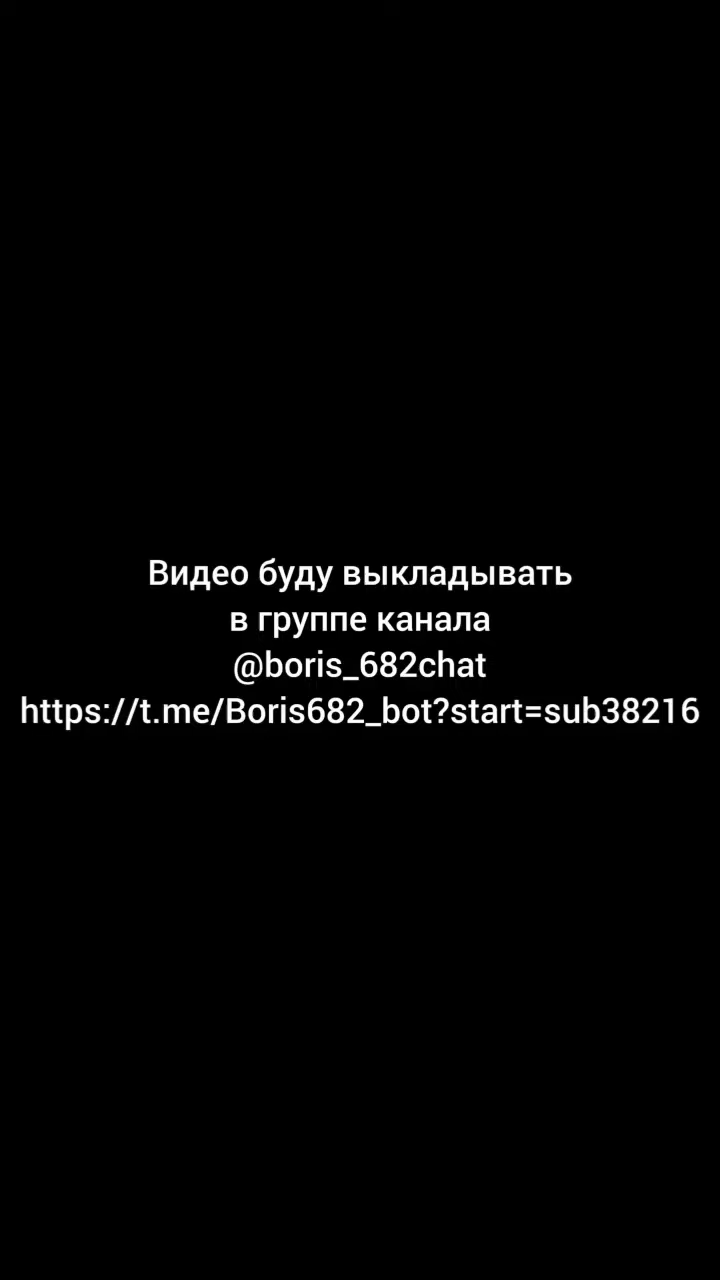 Видео буду выкладывать
в группе канала
@boris_682chat
https://t.me/Boris682_bot?start=sub38216